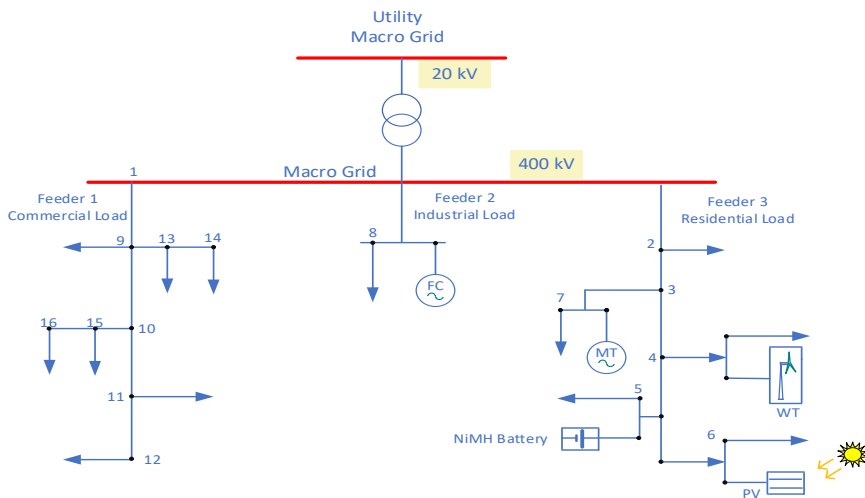 Utility
Macro Grid
20 kV
400 kV
Macro Grid
1
Feeder 1
Commercial Load
Feeder 2
Industrial Load
Feeder 3
Residential Load
9
13
14
8
2
FC
3
7
16
15
10
MT
4
11
5
WT
12
NiMH Battery
6
PV